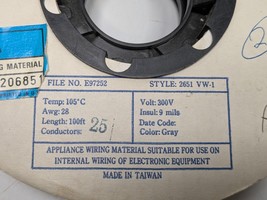 G MATERIAL
206851
FILE NO. E97252 STYLE: 2651 VW-1
Temp: 105°C Volt: 300V
Awg: 28 Insul: 9 mils
Length: 100ft Date Code:
Conductors: 25 Color: Gray
APPLIANCE WIRING MATERIAL SUITABLE FOR USE ON
INTERNAL WIRING OF ELECTRONIC EQUIPMENT
MADE IN TAIWAN